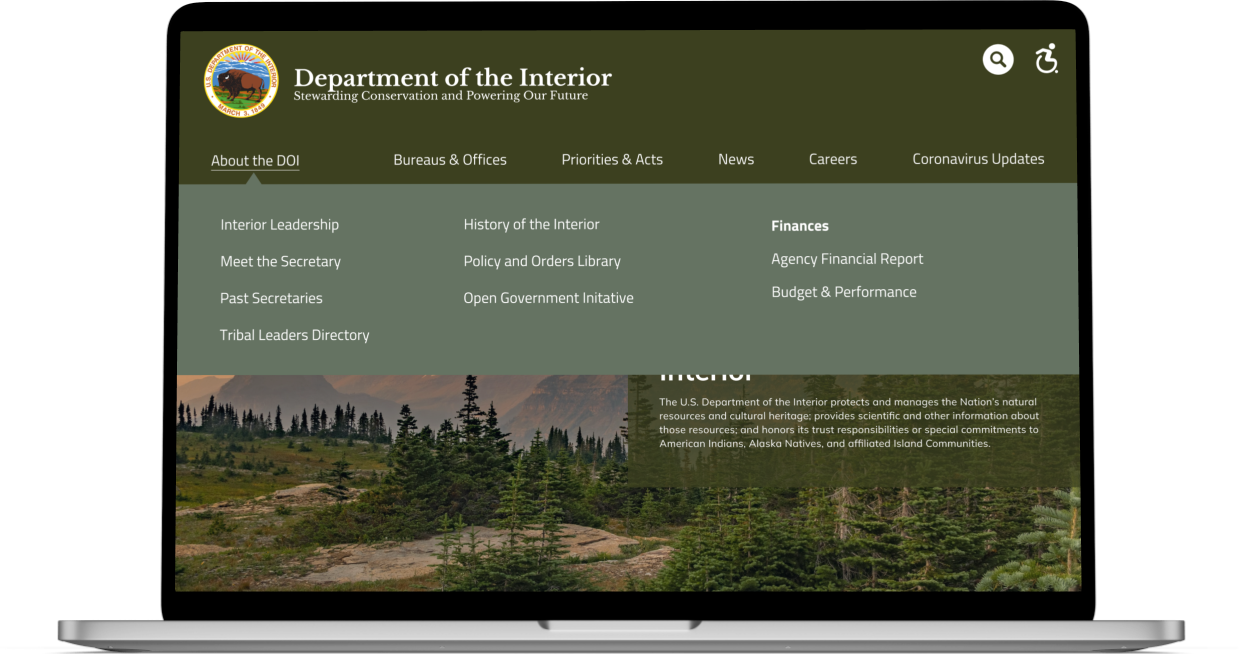 U.S. DEPARTMENT OF THE INTERIOR
MARCH 3, 1849
Department of the Interior
Stewarding Conservation and Powering Our Future
About the DOI
Bureaus & Offices
Priorities & Acts
News
Careers
Coronavirus Updates
Interior Leadership
Meet the Secretary
Past Secretaries
Tribal Leaders Directory
History of the Interior
Policy and Orders Library
Open Government Initative
Finances
Agency Financial Report
Budget & Performance
Interior
The U.S. Department of the Interior protects and manages the Nation's natural
resources and cultural heritage; provides scientific and other information about
those resources; and honors its trust responsibilities or special commitments to
American Indians, Alaska Natives, and affiliated Island Communities.